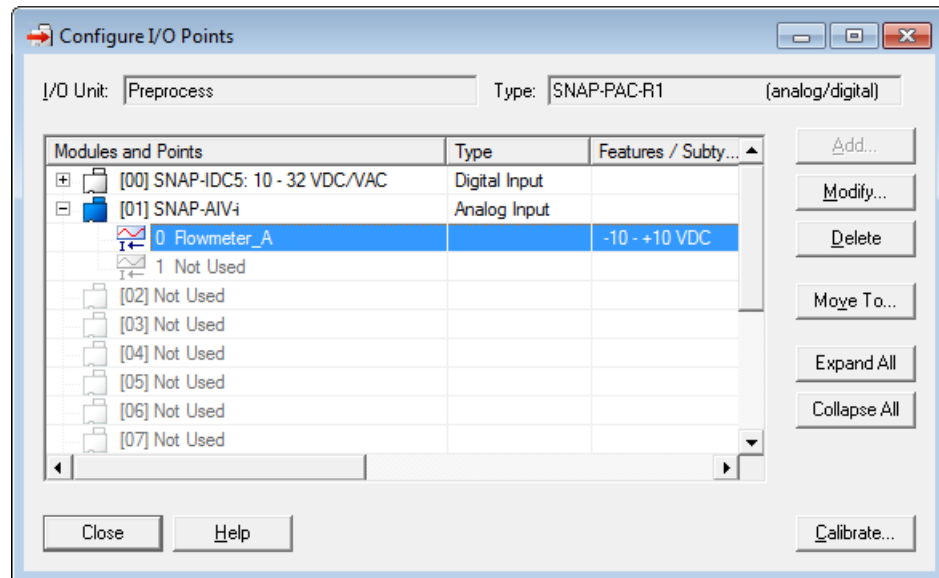 Configure I/O Points
I/O Unit: Preprocess Type: SNAP-PAC-R1 (analog/digital)
Modules and Points Type Features / Subty...
[00] SNAP-IDC5: 10 - 32 VDC/VAC Digital Input
[01] SNAP-AIV-i Analog Input
0 Flowmeter_A -10 - +10 VDC
1 Not Used
[02] Not Used
[03] Not Used
[04] Not Used
[05] Not Used
[06] Not Used
[07] Not Used
Add...
Modify...
Delete
Move To...
Expand All
Collapse All
Close Help Calibrate...